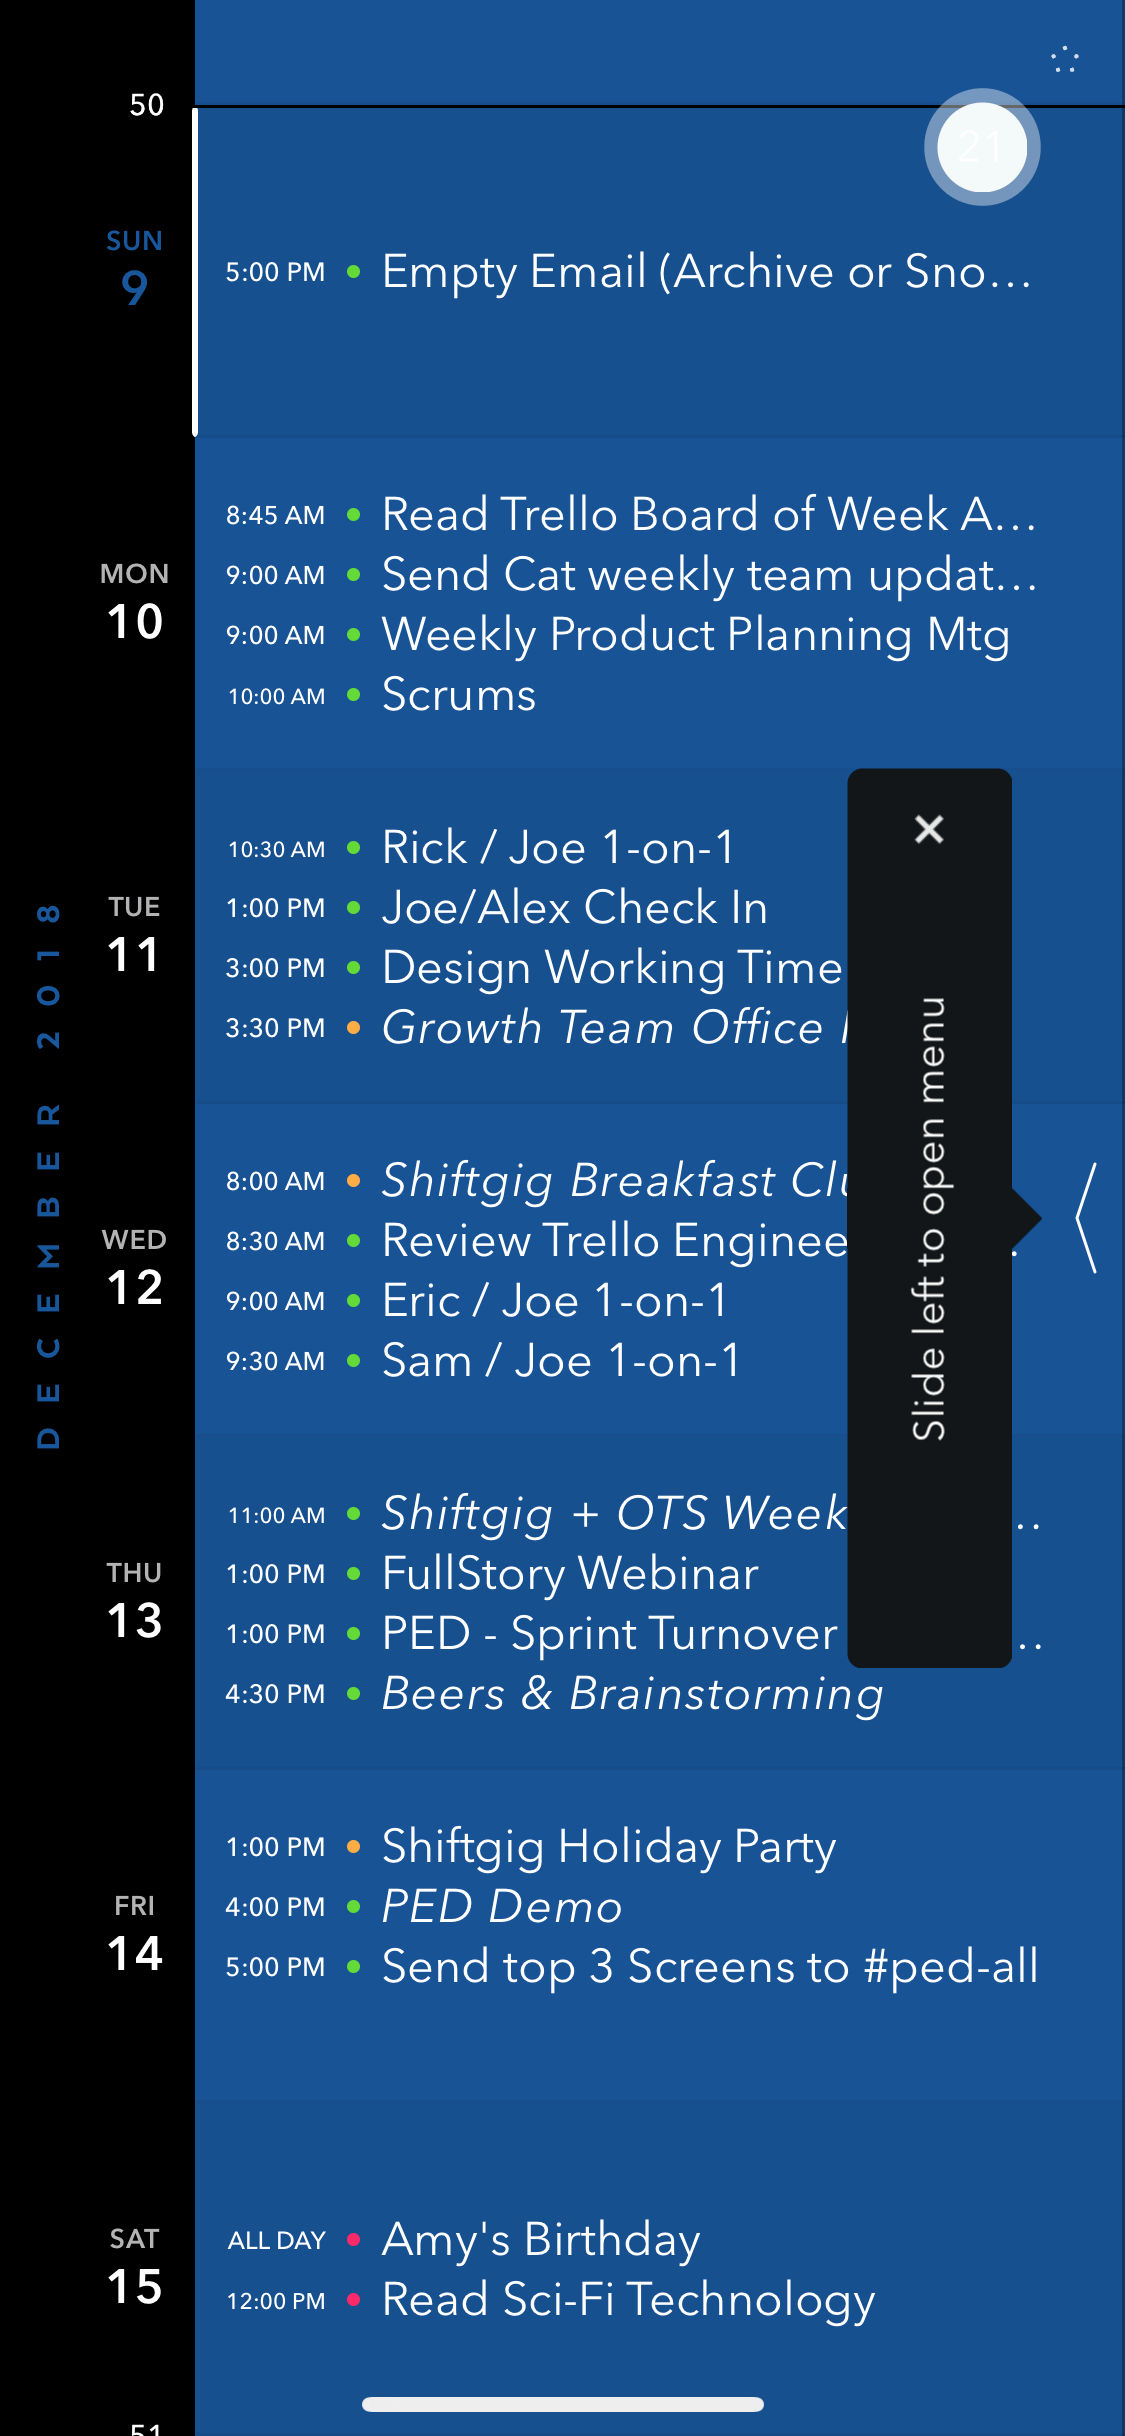 50
21
SUN
9
5:00 PM Empty Email (Archive or Sno...
MON
10
8:45 AM Read Trello Board of Week A...
9:00 AM Send Cat weekly team updat...
9:00 AM Weekly Product Planning Mtg
10:00 AM Scrums
TUE
11
10:30 AM Rick / Joe 1-on-1
1:00 PM Joe/Alex Check In
3:00 PM Design Working Time
3:30 PM Growth Team Office
WED
12
8:00 AM Shiftgig Breakfast
8:30 AM Review Trello
9:00 AM Eric / Joe 1-on-1
9:30 AM Sam / Joe 1-on-1
THU
13
11:00 AM Shiftgig + OTS Week
1:00 PM FullStory Webinar
1:00 PM PED - Sprint Turnover
4:30 PM Beers & Brainstorming
FRI
14
1:00 PM Shiftgig Holiday Party
4:00 PM PED Demo
5:00 PM Send top 3 Screens to #ped-all
SAT
15
ALL DAY Amy's Birthday
12:00 PM Read Sci-Fi Technology
51
DECEMBER 2018
Slide left to open menu